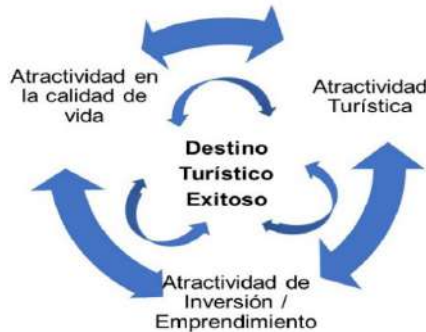 Atractividad en
la calidad de
vida
Atractividad
Turística
Destino
Turístico
Exitoso
Atractividad de
Inversión /
Emprendimiento